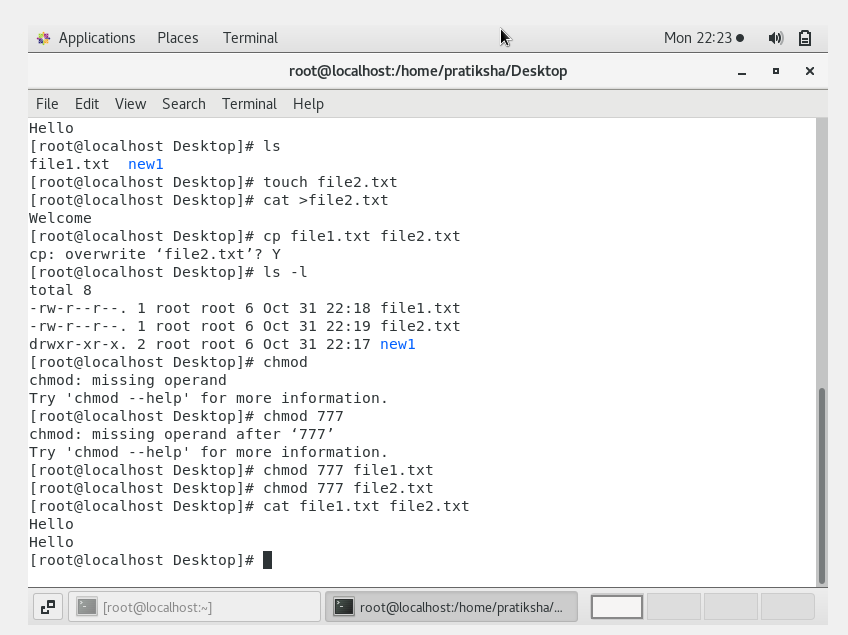 Applications Places Terminal Mon 22:23
root@localhost:/home/pratiksha/Desktop
File Edit View Search Terminal Help
Hello
[root@localhost Desktop]# ls
file1.txt  new1
[root@localhost Desktop]# touch file2.txt
[root@localhost Desktop]# cat >file2.txt
Welcome
[root@localhost Desktop]# cp file1.txt file2.txt
cp: overwrite ‘file2.txt’? Y
[root@localhost Desktop]# ls -l
total 8
-rw-r--r--. 1 root root 6 Oct 31 22:18 file1.txt
-rw-r--r--. 1 root root 6 Oct 31 22:19 file2.txt
drwxr-xr-x. 2 root root 6 Oct 31 22:17 new1
[root@localhost Desktop]# chmod
chmod: missing operand
Try 'chmod --help' for more information.
[root@localhost Desktop]# chmod 777
chmod: missing operand after ‘777’
Try 'chmod --help' for more information.
[root@localhost Desktop]# chmod 777 file1.txt
[root@localhost Desktop]# chmod 777 file2.txt
[root@localhost Desktop]# cat file1.txt file2.txt
Hello
Hello
[root@localhost Desktop]#
[root@localhost:~] root@localhost:/home/pratiksha/...